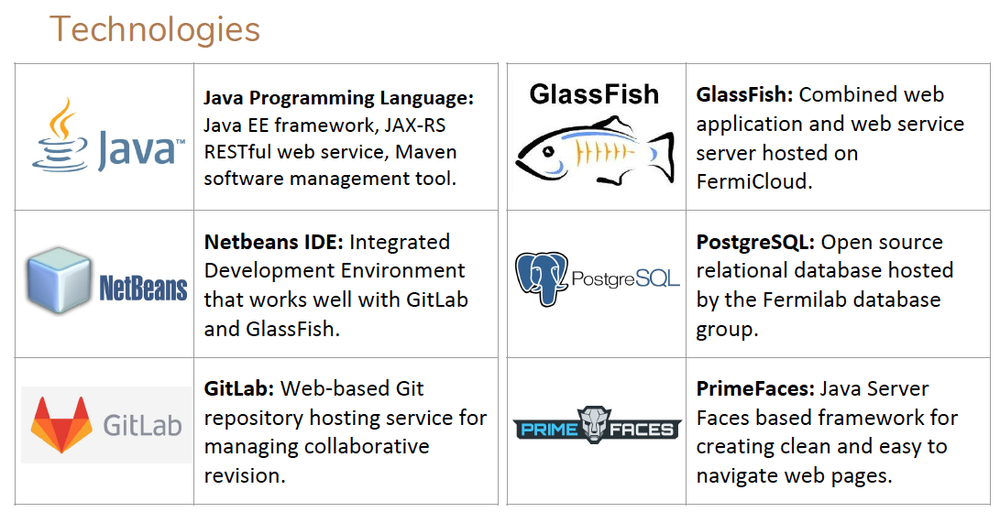 Technologies
Java™
Java Programming Language:
Java EE framework, JAX-RS
RESTful web service, Maven
software management tool.
GlassFish
GlassFish: Combined web
application and web service
server hosted on
FermiCloud.
NetBeans
Netbeans IDE: Integrated
Development Environment
that works well with GitLab
and GlassFish.
PostgreSQL
PostgreSQL: Open source
relational database hosted
by the Fermilab database
group.
GitLab
GitLab: Web-based Git
repository hosting service for
managing collaborative
revision.
PRIME FACES
PrimeFaces: Java Server
Faces based framework for
creating clean and easy to
navigate web pages.